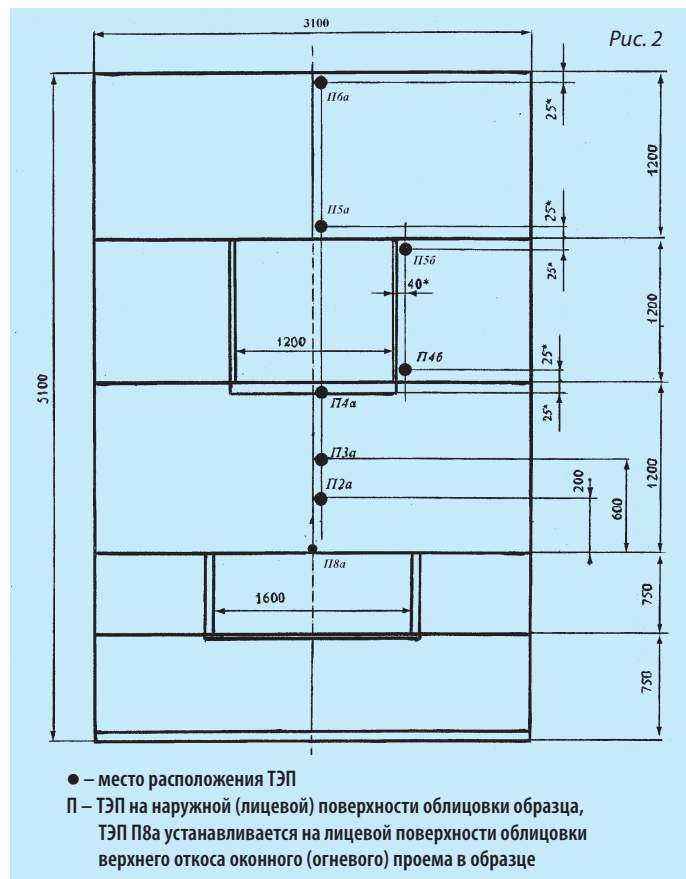 3100
Рис. 2
П6а
25*
1200
П5а
25*
П5б
25*
40*
1200
1200
П4б
25*
5100
П4а
25*
П3а
П2а
200
600
1200
П8а
1600
750
750
● – место расположения ТЭП
П – ТЭП на наружной (лицевой) поверхности облицовки образца,
ТЭП П8а устанавливается на лицевой поверхности облицовки
верхнего откоса оконного (огневого) проема в образце